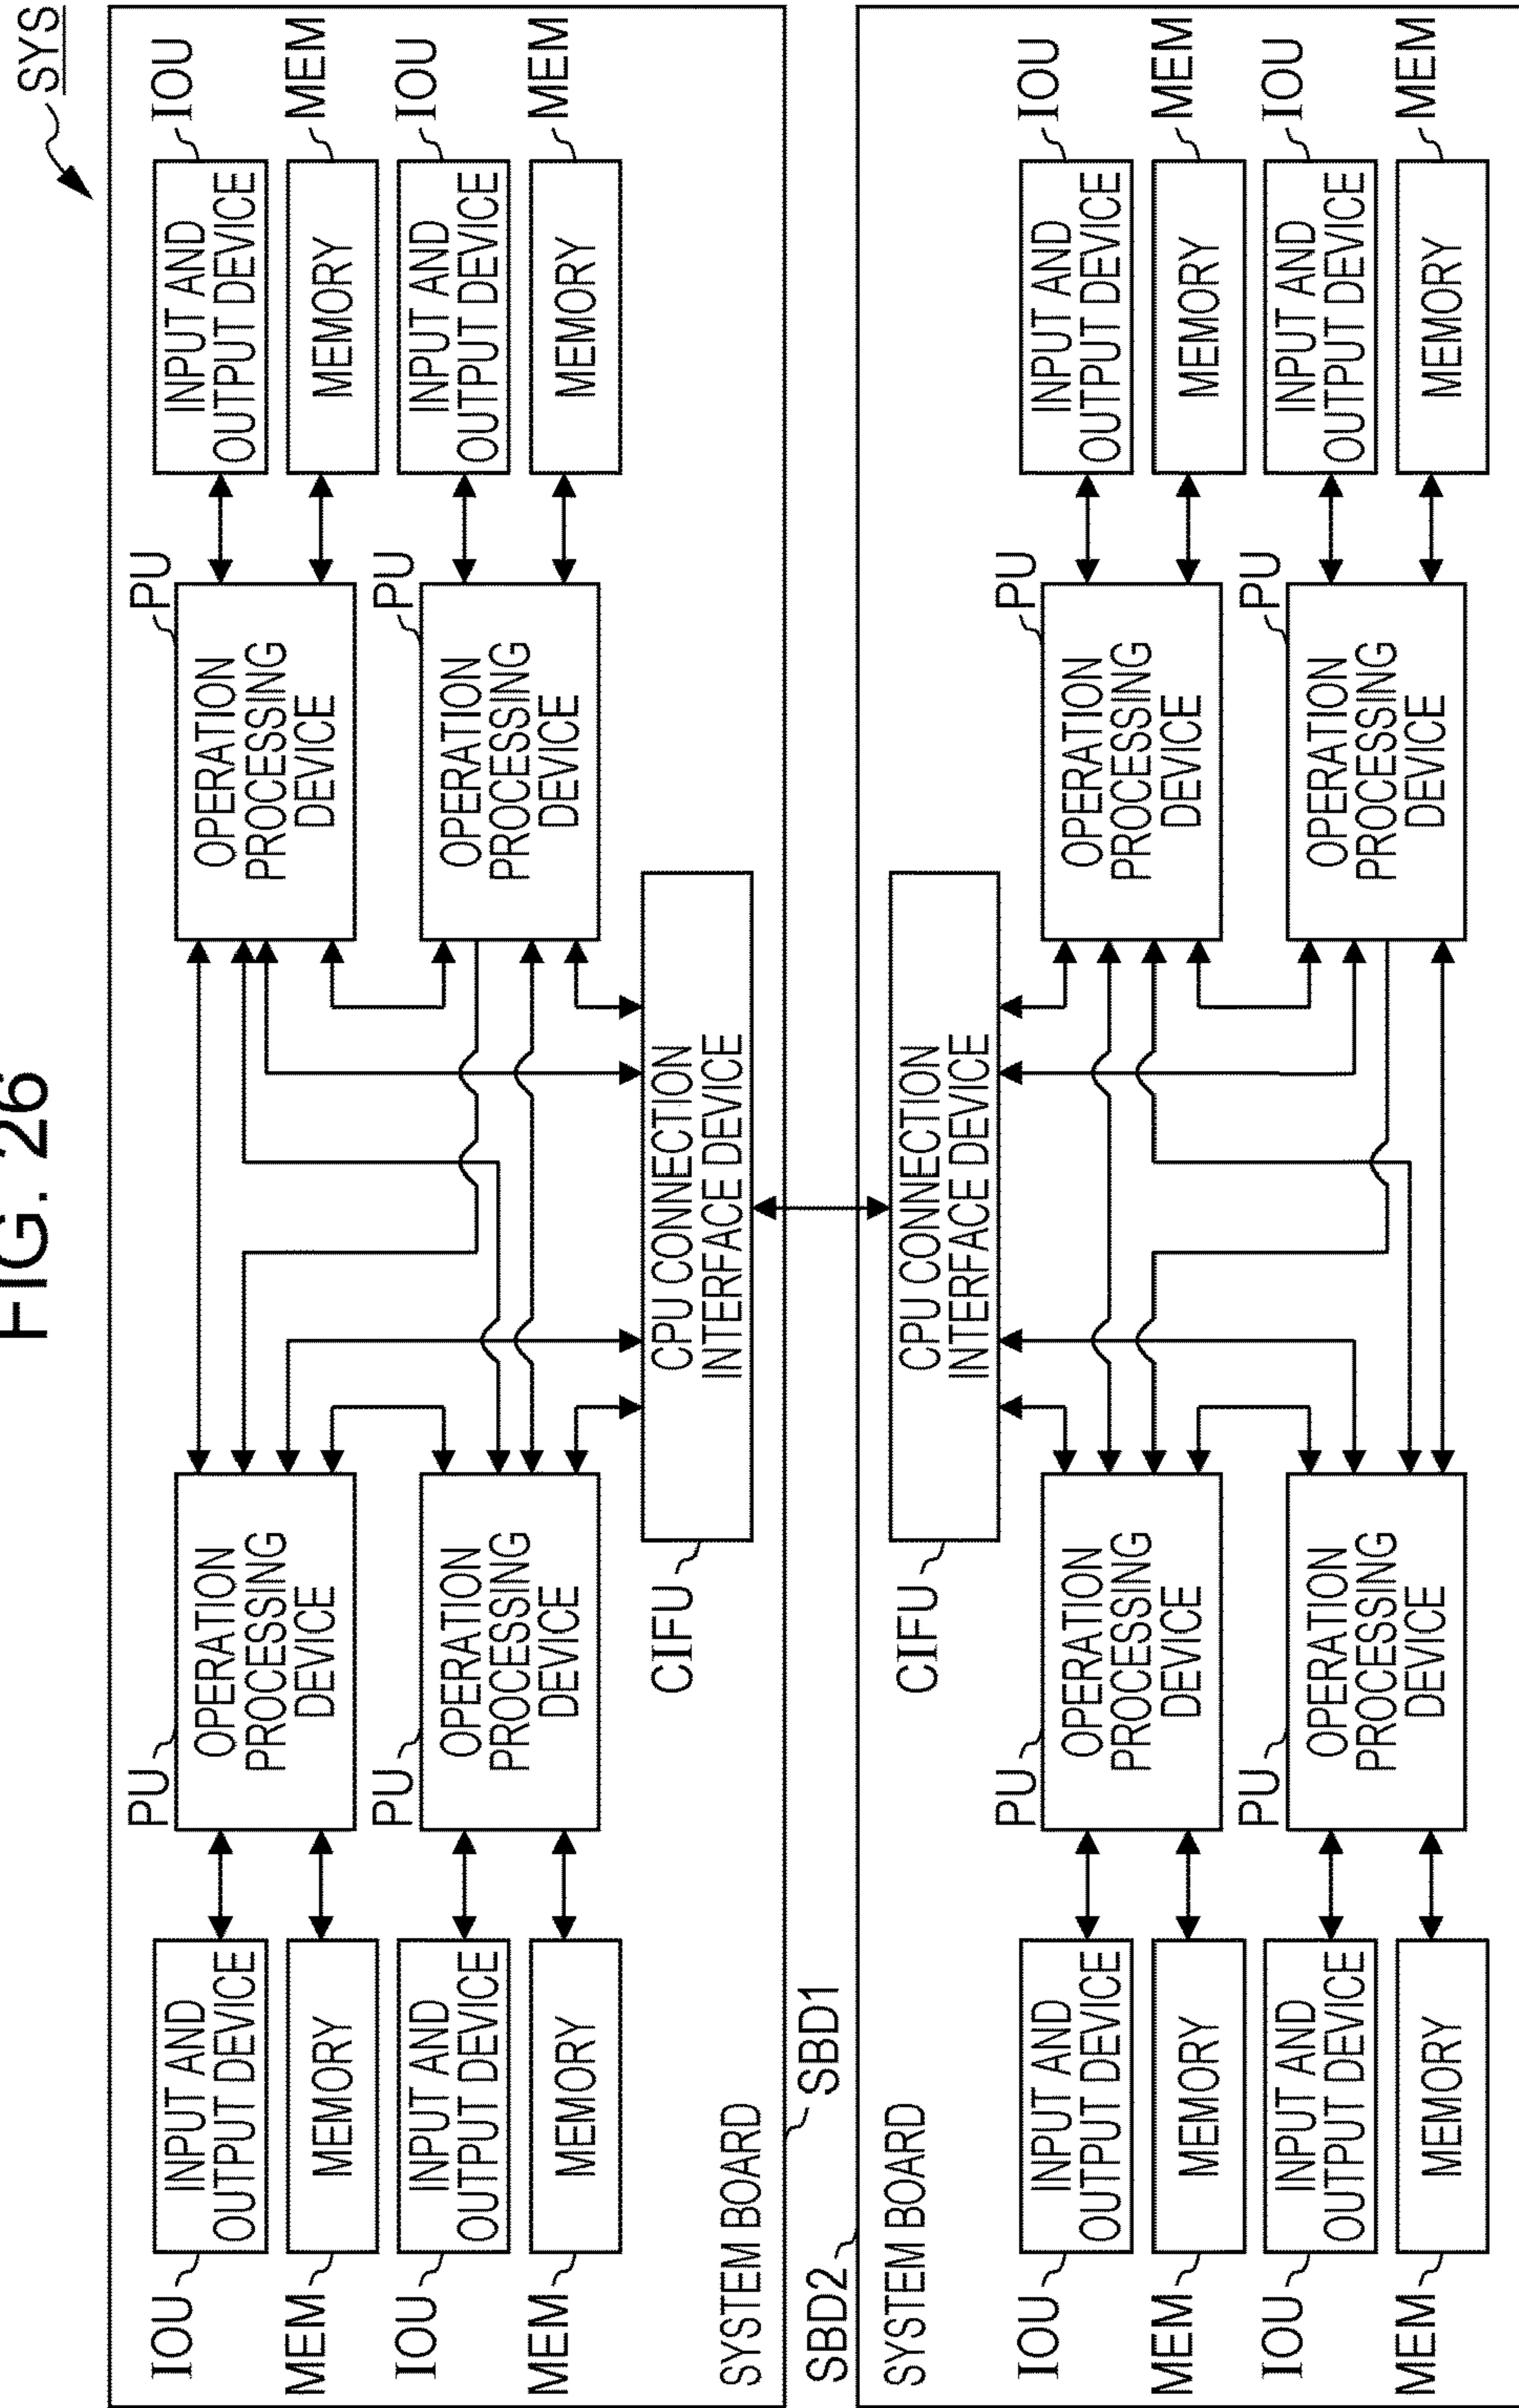 FIG. 26
SYS
IOU
INPUT AND
OUTPUT DEVICE
PU
OPERATION
PROCESSING
DEVICE
PU
OPERATION
PROCESSING
DEVICE
INPUT AND
OUTPUT DEVICE
IOU
MEM
MEMORY
MEMORY
MEM
IOU
INPUT AND
OUTPUT DEVICE
PU
OPERATION
PROCESSING
DEVICE
PU
OPERATION
PROCESSING
DEVICE
INPUT AND
OUTPUT DEVICE
IOU
MEM
MEMORY
MEMORY
MEM
CIFU
CPU CONNECTION
INTERFACE DEVICE
SYSTEM BOARD
SBD1
SBD2
SYSTEM BOARD
CIFU
CPU CONNECTION
INTERFACE DEVICE
IOU
INPUT AND
OUTPUT DEVICE
PU
OPERATION
PROCESSING
DEVICE
PU
OPERATION
PROCESSING
DEVICE
INPUT AND
OUTPUT DEVICE
IOU
MEM
MEMORY
MEMORY
MEM
IOU
INPUT AND
OUTPUT DEVICE
PU
OPERATION
PROCESSING
DEVICE
PU
OPERATION
PROCESSING
DEVICE
INPUT AND
OUTPUT DEVICE
IOU
MEM
MEMORY
MEMORY
MEM